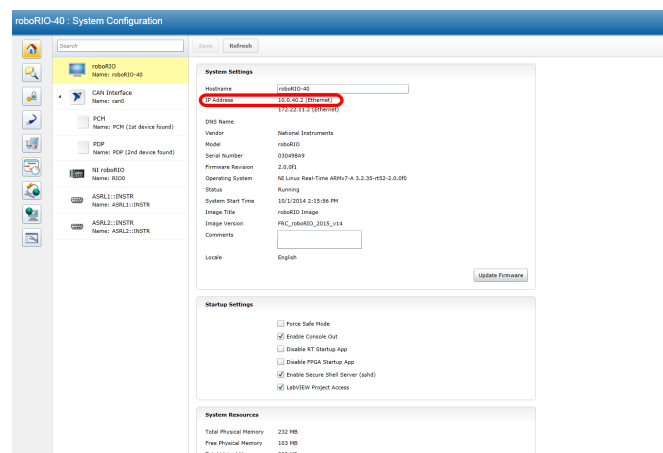 roboRIO-40 : System Configuration
Search
Save Refresh
roboRIO
Name: roboRIO-40
CAN Interface
Name: can0
PCM
Name: PCM (1st device found)
PDP
Name: PDP (2nd device found)
NI roboRIO
Name: RIO0
ASRL1::INSTR
Name: ASRL1::INSTR
ASRL2::INSTR
Name: ASRL2::INSTR
System Settings
Hostname roboRIO-40
IP Address 10.0.40.2 (Ethernet)
172.22.11.2 (Ethernet)
DNS Name
Vendor National Instruments
Model roboRIO
Serial Number 030498A9
Firmware Revision 2.0.0f1
Operating System NI Linux Real-Time ARMv7-A 3.2.35-rt52-2.0.0f0
Status Running
System Start Time 10/1/2014 2:15:56 PM
Image Title roboRIO Image
Image Version FRC_roboRIO_2015_v14
Comments
Locale English
Update Firmware
Startup Settings
Force Safe Mode
Enable Console Out
Disable RT Startup App
Disable FPGA Startup App
Enable Secure Shell Server (sshd)
LabVIEW Project Access
System Resources
Total Physical Memory 232 MB
Free Physical Memory 103 MB